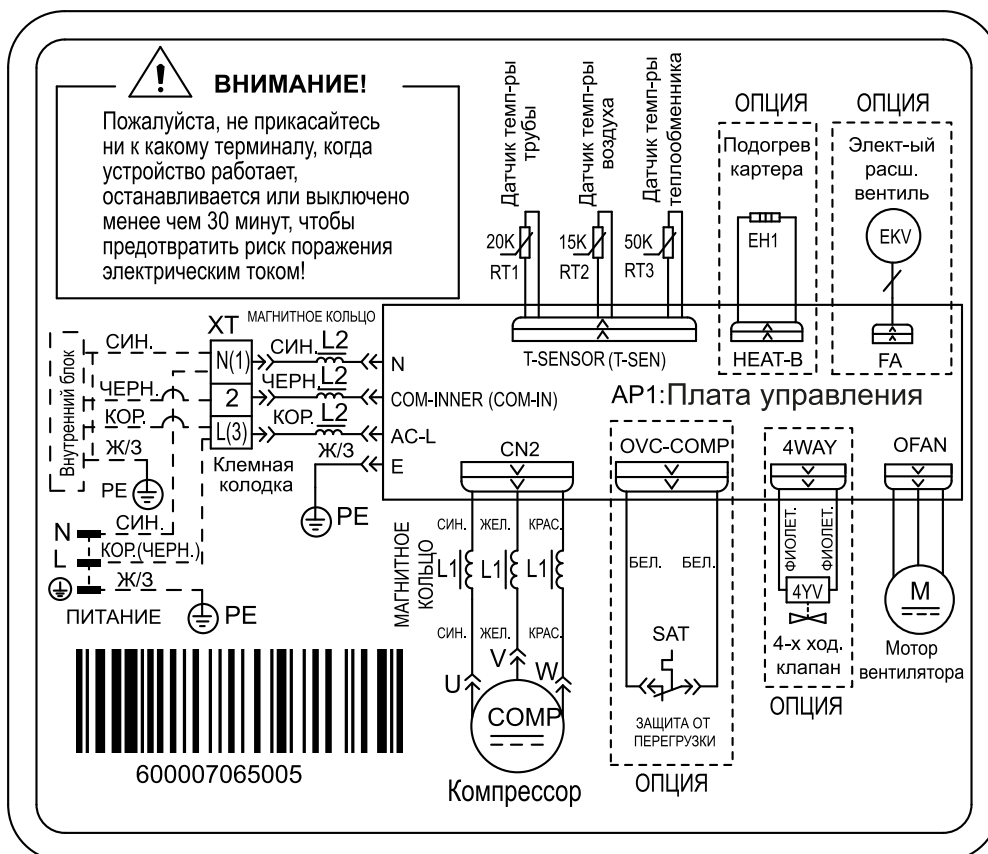 ВНИМАНИЕ!
Пожалуйста, не прикасайтесь
ни к какому терминалу, когда
устройство работает,
останавливается или выключено
менее чем 30 минут, чтобы
предотвратить риск поражения
электрическим током!
Датчик темп-ры
трубы
Датчик темп-ры
воздуха
Датчик темп-ры
теплообменника
20K
RT1
15K
RT2
50K
RT3
T-SENSOR (T-SEN)
ОПЦИЯ
Подогрев
картера
EH1
HEAT-B
ОПЦИЯ
Элект-ый
расш.
вентиль
EKV
FA
AP1:Плата управления
Внутренний блок
СИН.
ЧЕРН.
КОР.
Ж/З
PE
XT
N(1)
2
L(3)
Клемная
колодка
МАГНИТНОЕ КОЛЬЦО
СИН. L2
ЧЕРН. L2
КОР. L2
Ж/З
PE
N
COM-INNER (COM-IN)
AC-L
E
N
L
СИН.
КОР.(ЧЕРН.)
Ж/З
ПИТАНИЕ
PE
CN2
СИН. ЖЕЛ. КРАС.
МАГНИТНОЕ
КОЛЬЦО
L1 L1 L1
СИН. ЖЕЛ. КРАС.
U V W
COMP
Компрессор
OVC-COMP
БЕЛ. БЕЛ.
SAT
ЗАЩИТА ОТ
ПЕРЕГРУЗКИ
ОПЦИЯ
4WAY
ФИОЛЕТ. ФИОЛЕТ.
4YV
4-х ход.
клапан
ОПЦИЯ
OFAN
M
Мотор
вентилятора
600007065005